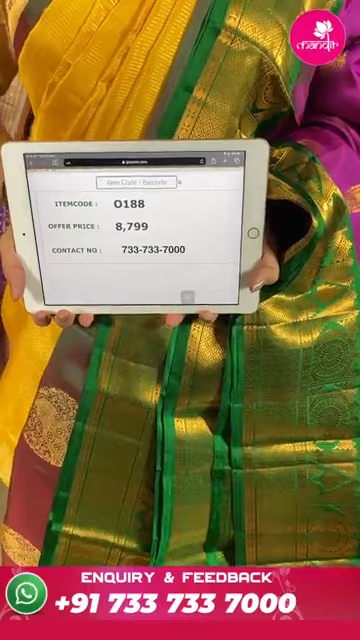 chandir
Item Code / Barcode
ITEMCODE : O188
OFFER PRICE : 8,799
CONTACT NO : 733-733-7000
ENQUIRY & FEEDBACK
+91 733 733 7000